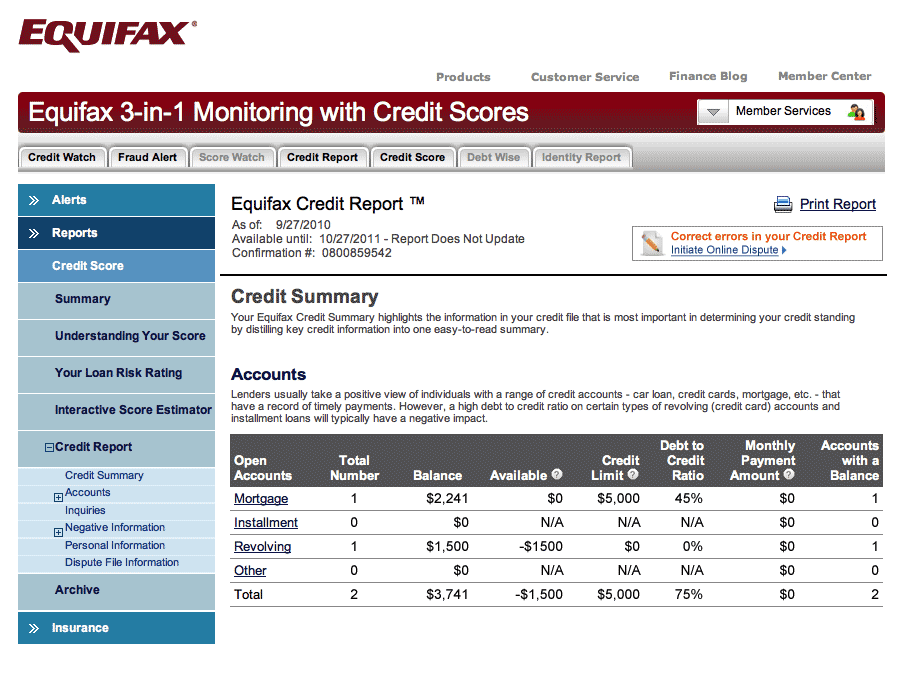 EQUIFAX
Products Customer Service Finance Blog Member Center
Equifax 3-in-1 Monitoring with Credit Scores
Member Services
Credit Watch Fraud Alert Score Watch Credit Report Credit Score Debt Wise Identity Report
Alerts
Reports
Credit Score
Summary
Understanding Your Score
Your Loan Risk Rating
Interactive Score Estimator
Credit Report
Credit Summary
Accounts
Inquiries
Negative Information
Personal Information
Dispute File Information
Archive
Insurance
Equifax Credit Report ™
Print Report
As of: 9/27/2010
Available until: 10/27/2011 - Report Does Not Update
Confirmation #: 0800859542
Correct errors in your Credit Report
Initiate Online Dispute
Credit Summary
Your Equifax Credit Summary highlights the information in your credit file that is most important in determining your credit standing
by distilling key credit information into one easy-to-read summary.
Accounts
Lenders usually take a positive view of individuals with a range of credit accounts - car loan, credit cards, mortgage, etc. - that
have a record of timely payments. However, a high debt to credit ratio on certain types of revolving (credit card) accounts and
installment loans will typically have a negative impact.
Open Accounts Total Number Balance Available ? Credit Limit ? Debt to Credit Ratio Monthly Payment Amount ? Accounts with a Balance
Mortgage 1 $2,241 $0 $5,000 45% $0 1
Installment 0 $0 N/A N/A N/A $0 0
Revolving 1 $1,500 -$1500 $0 0% $0 1
Other 0 $0 N/A N/A N/A $0 0
Total 2 $3,741 -$1,500 $5,000 75% $0 2